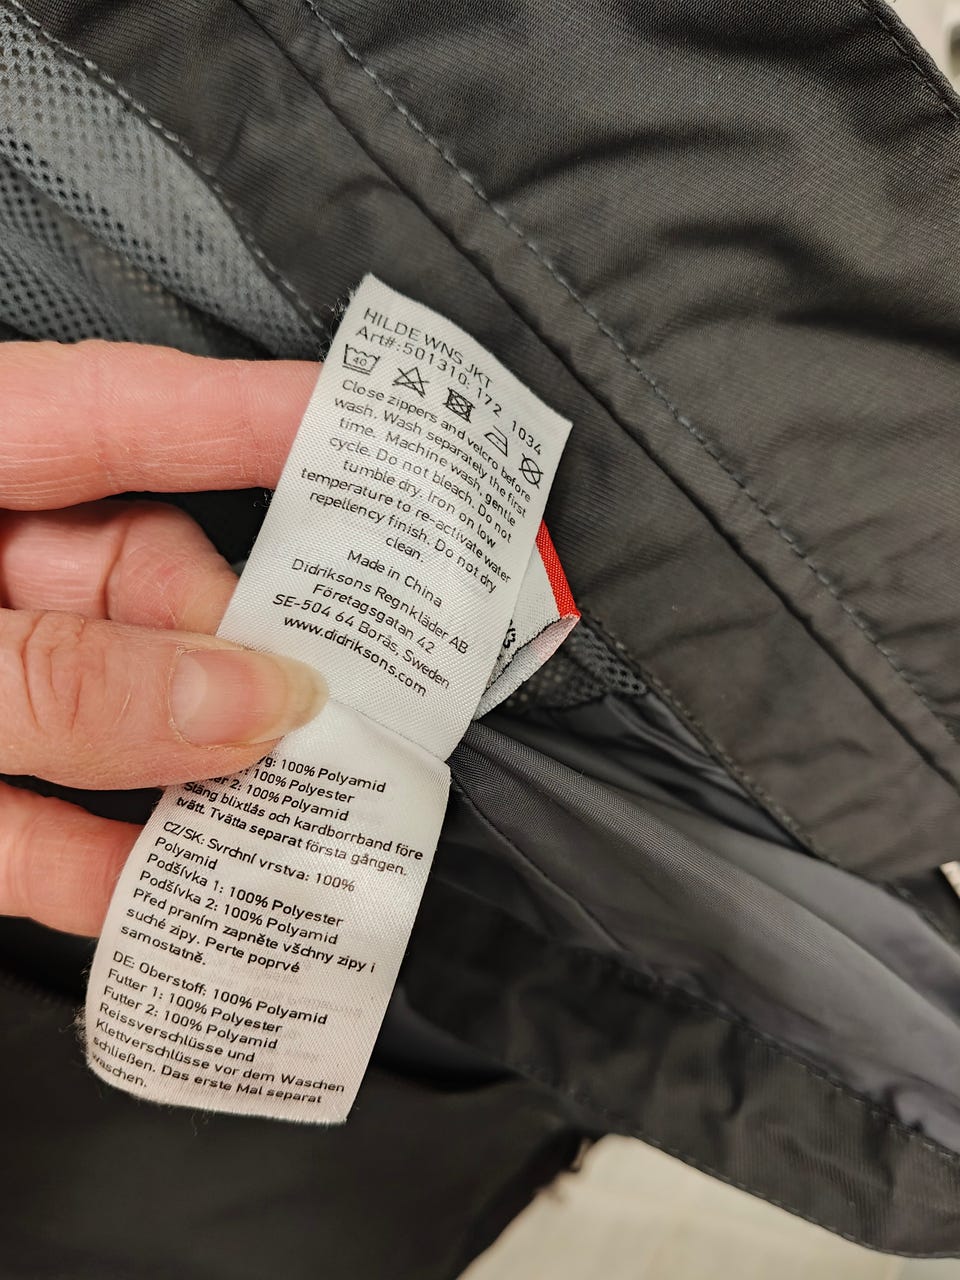 HILDE WNS JKT
Art#:501310: 172 1034
40
Close zippers and velcro before
wash. Wash separately the first
time. Machine wash, gentle
cycle. Do not bleach. Do not
tumble dry. Iron on low
temperature to re-activate water
repellency finish. Do not dry
clean.
Made in China
Didriksons Regnkläder AB
Företagsgatan 42
SE-504 64 Borås, Sweden
www.didriksons.com
100% Polyamid
100% Polyester
2: 100% Polyamid
Stäng blixtlås och kardborrband före
tvätt. Tvätta separat första gången.
CZ/SK: Svrchní vrstva: 100%
Polyamid
Podšívka 1: 100% Polyester
Podšívka 2: 100% Polyamid
Před praním zapněte všchny zipy i
suché zipy. Perte poprvé
samostatně.
DE: Oberstoff: 100% Polyamid
Futter 1: 100% Polyester
Futter 2: 100% Polyamid
Reissverschlüsse und
Klettverschlüsse vor dem Waschen
schließen. Das erste Mal separat
waschen.